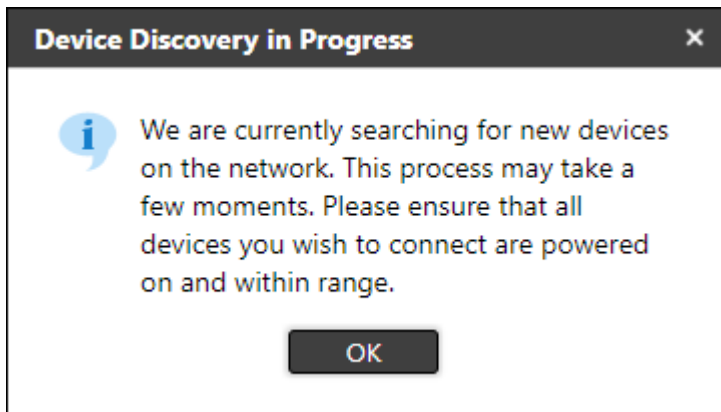 Device Discovery in Progress
We are currently searching for new devices
on the network. This process may take a
few moments. Please ensure that all
devices you wish to connect are powered
on and within range.
OK